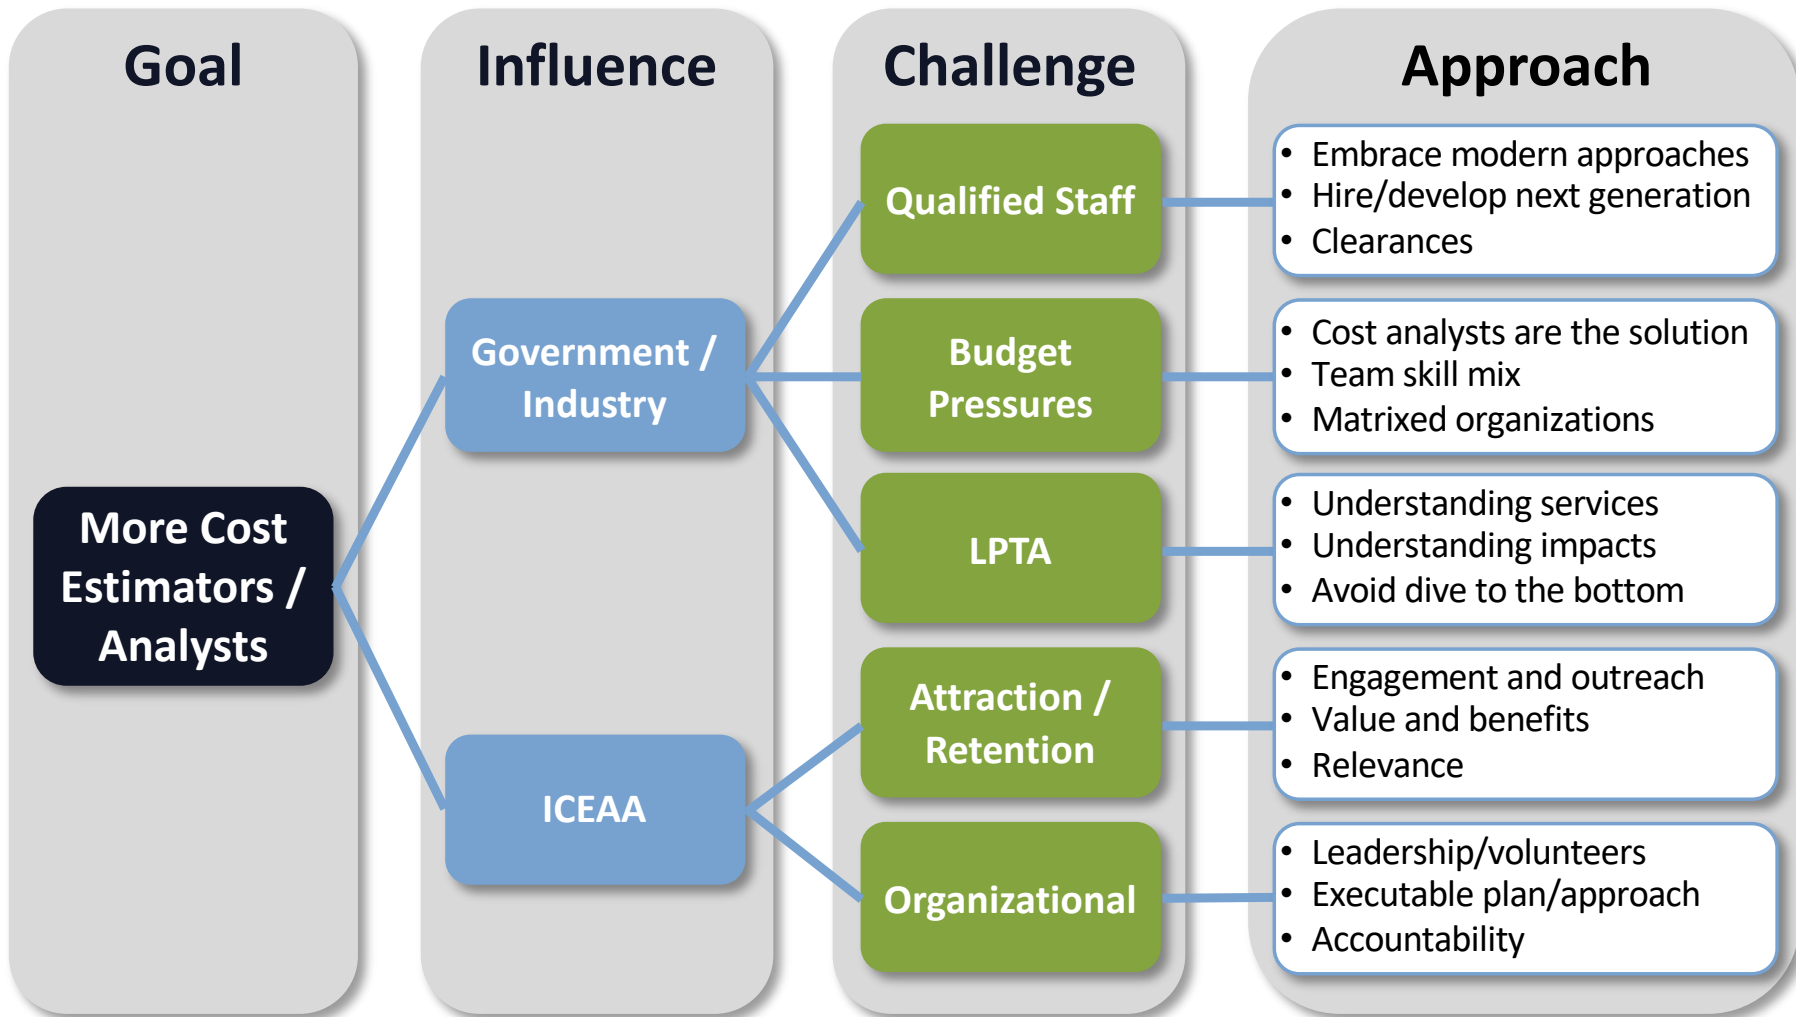 Goal
Influence
Challenge
Approach
More Cost
Estimators /
Analysts
Government /
Industry
ICEAA
Qualified Staff
Budget
Pressures
LPTA
Attraction /
Retention
Organizational
• Embrace modern approaches
• Hire/develop next generation
• Clearances
• Cost analysts are the solution
• Team skill mix
• Matrixed organizations
• Understanding services
• Understanding impacts
• Avoid dive to the bottom
• Engagement and outreach
• Value and benefits
• Relevance
• Leadership/volunteers
• Executable plan/approach
• Accountability